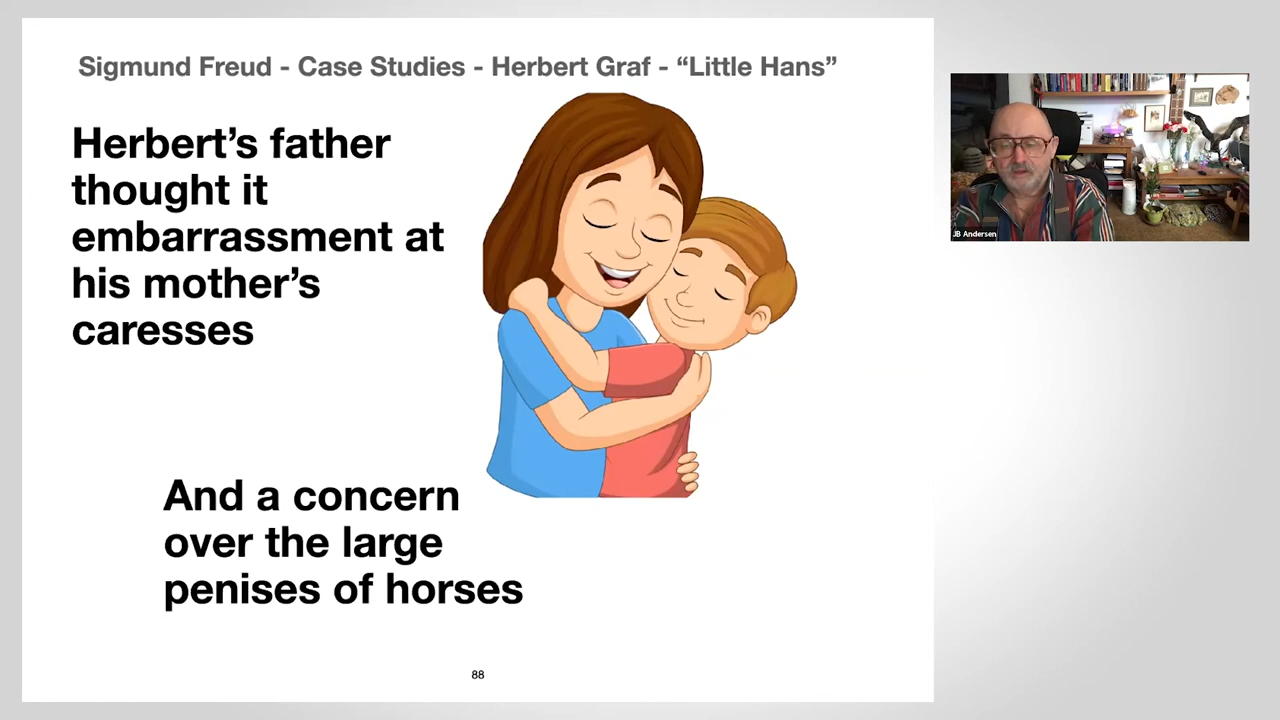 Sigmund Freud - Case Studies - Herbert Graf - “Little Hans”
Herbert’s father
thought it
embarrassment at
his mother’s
caresses
And a concern
over the large
penises of horses
88
JB Andersen